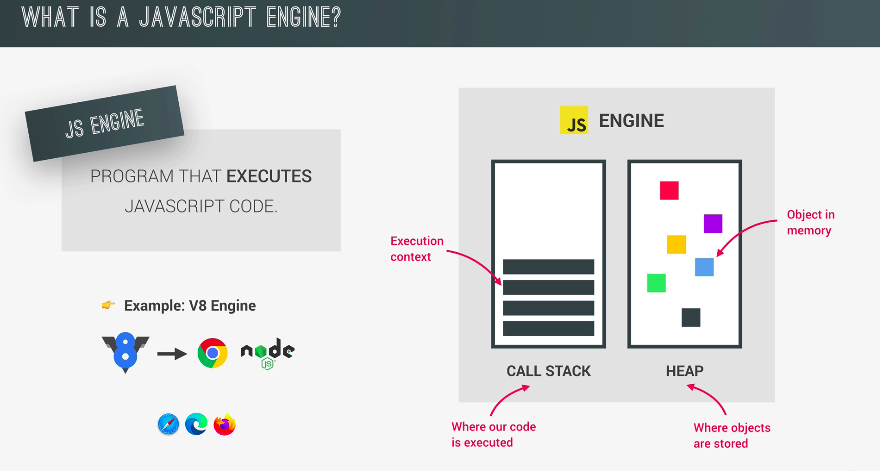 WHAT IS A JAVASCRIPT ENGINE?
JS ENGINE
PROGRAM THAT EXECUTES
JAVASCRIPT CODE.
👉 Example: V8 Engine
8
node
JS
JS ENGINE
Execution
context
Object in
memory
CALL STACK
HEAP
Where our code
is executed
Where objects
are stored